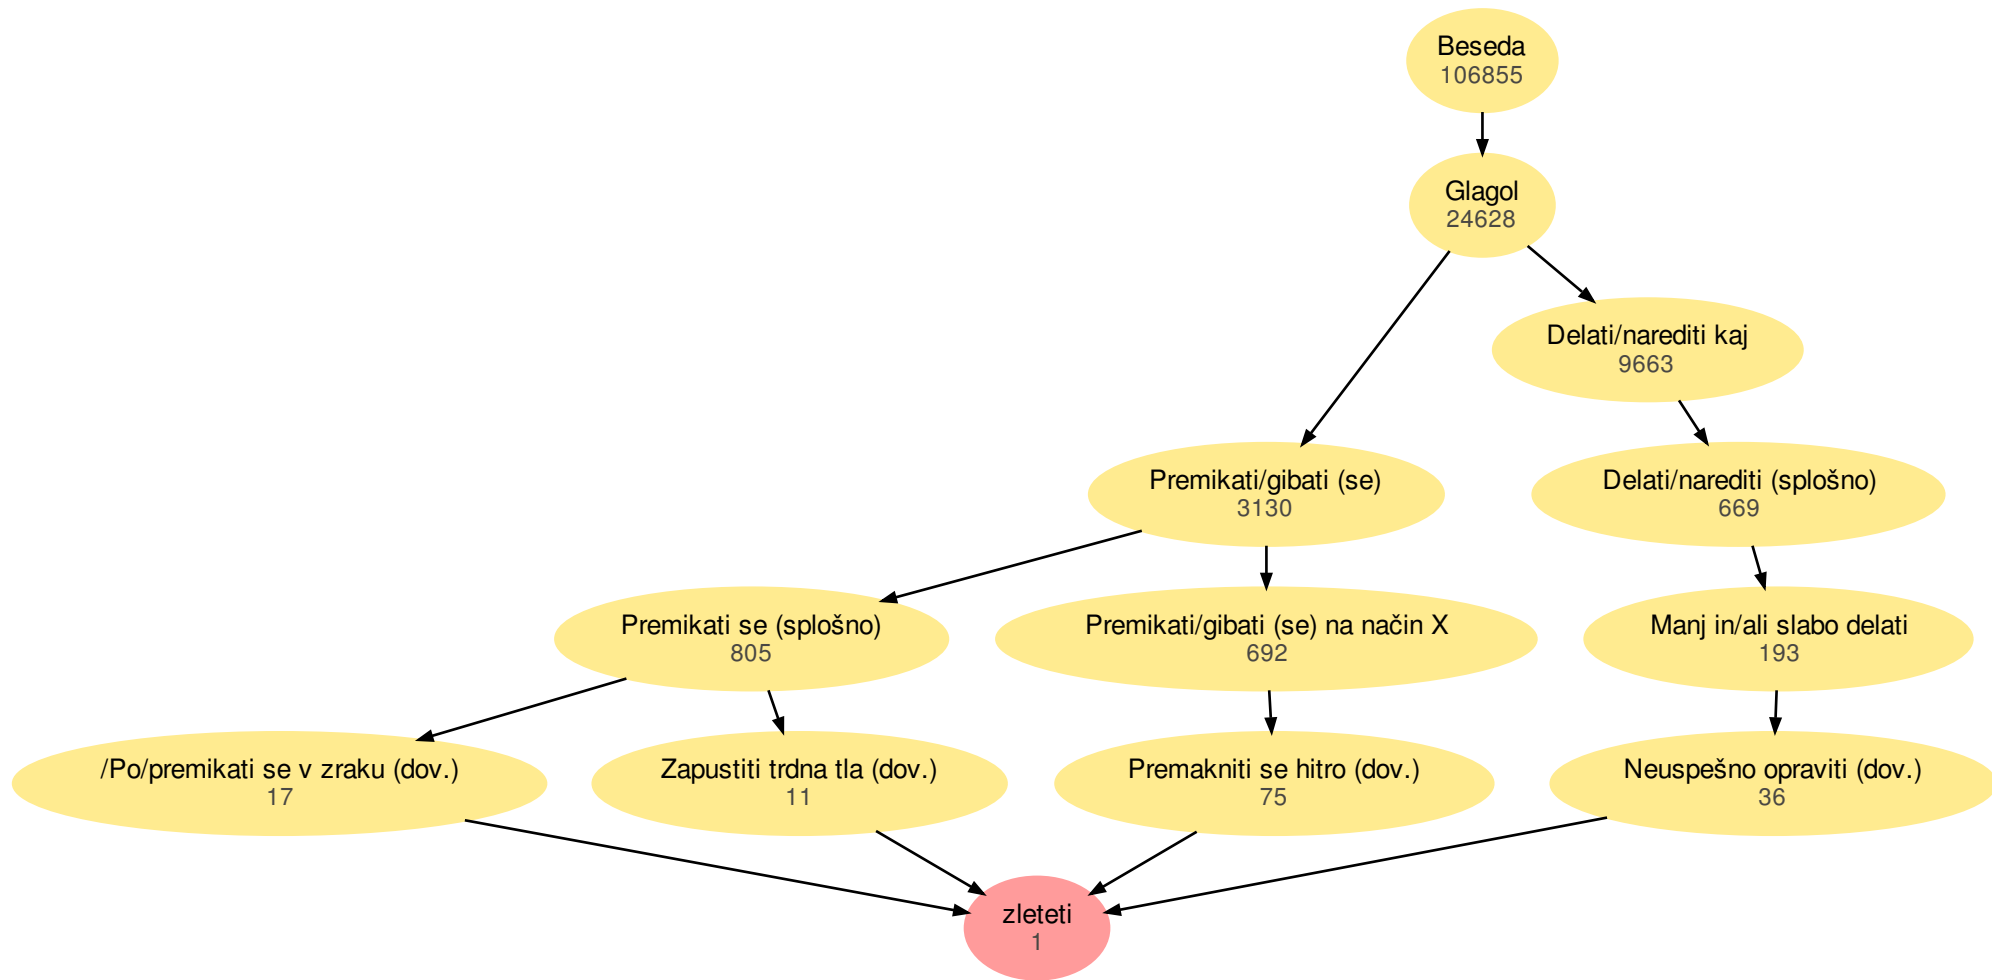 Beseda
106855
Glagol
24628
Delati/narediti kaj
9663
Premikati/gibati (se)
3130
Delati/narediti (splošno)
669
Premikati se (splošno)
805
Premikati/gibati (se) na način X
692
Manj in/ali slabo delati
193
/Po/premikati se v zraku (dov.)
17
Zapustiti trdna tla (dov.)
11
Premakniti se hitro (dov.)
75
Neuspešno opraviti (dov.)
36
zleteti
1